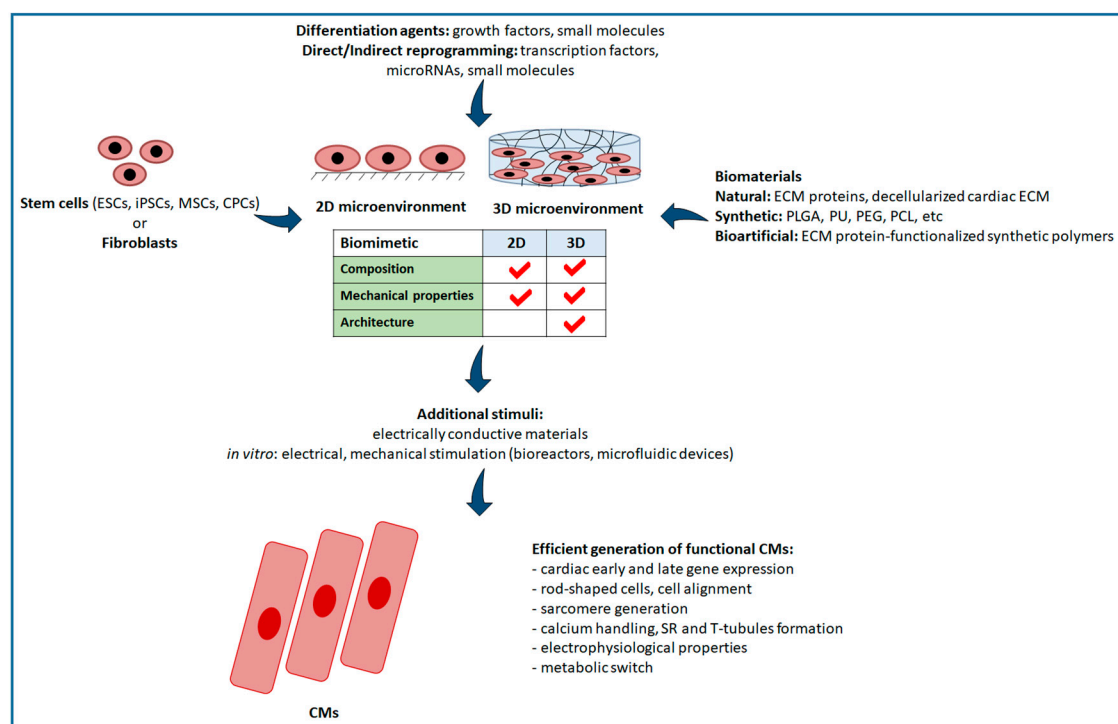 Differentiation agents: growth factors, small molecules
Direct/Indirect reprogramming: transcription factors,
microRNAs, small molecules
Stem cells (ESCs, iPSCs, MSCs, CPCs)
or
Fibroblasts
2D microenvironment
3D microenvironment
Biomaterials
Natural: ECM proteins, decellularized cardiac ECM
Synthetic: PLGA, PU, PEG, PCL, etc
Bioartificial: ECM protein-functionalized synthetic polymers
Biomimetic 2D 3D
Composition
Mechanical properties
Architecture
Additional stimuli:
electrically conductive materials
in vitro: electrical, mechanical stimulation (bioreactors, microfluidic devices)
Efficient generation of functional CMs:
- cardiac early and late gene expression
- rod-shaped cells, cell alignment
- sarcomere generation
- calcium handling, SR and T-tubules formation
- electrophysiological properties
- metabolic switch
CMs